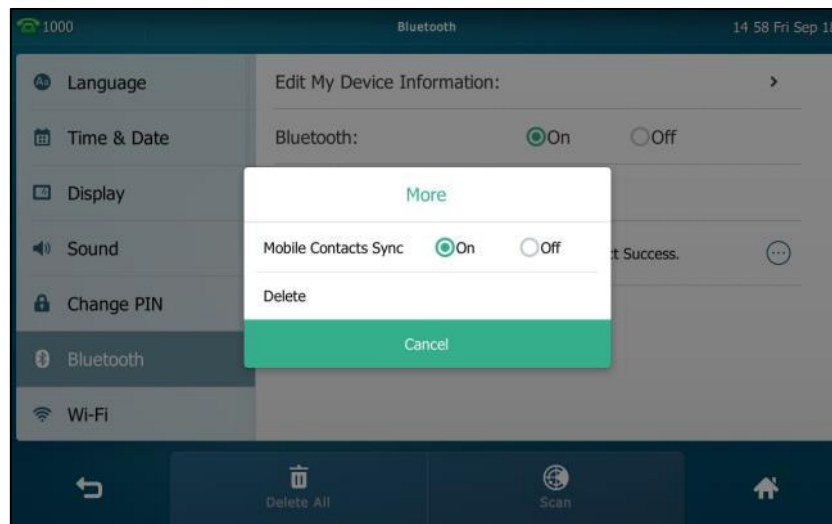 1000
Bluetooth
14 58 Fri Sep 18
Language
Time & Date
Display
Sound
Change PIN
Bluetooth
Wi-Fi
Edit My Device Information:
Bluetooth: On Off
More
Mobile Contacts Sync On Off
Delete
Cancel
t Success.
Delete All
Scan